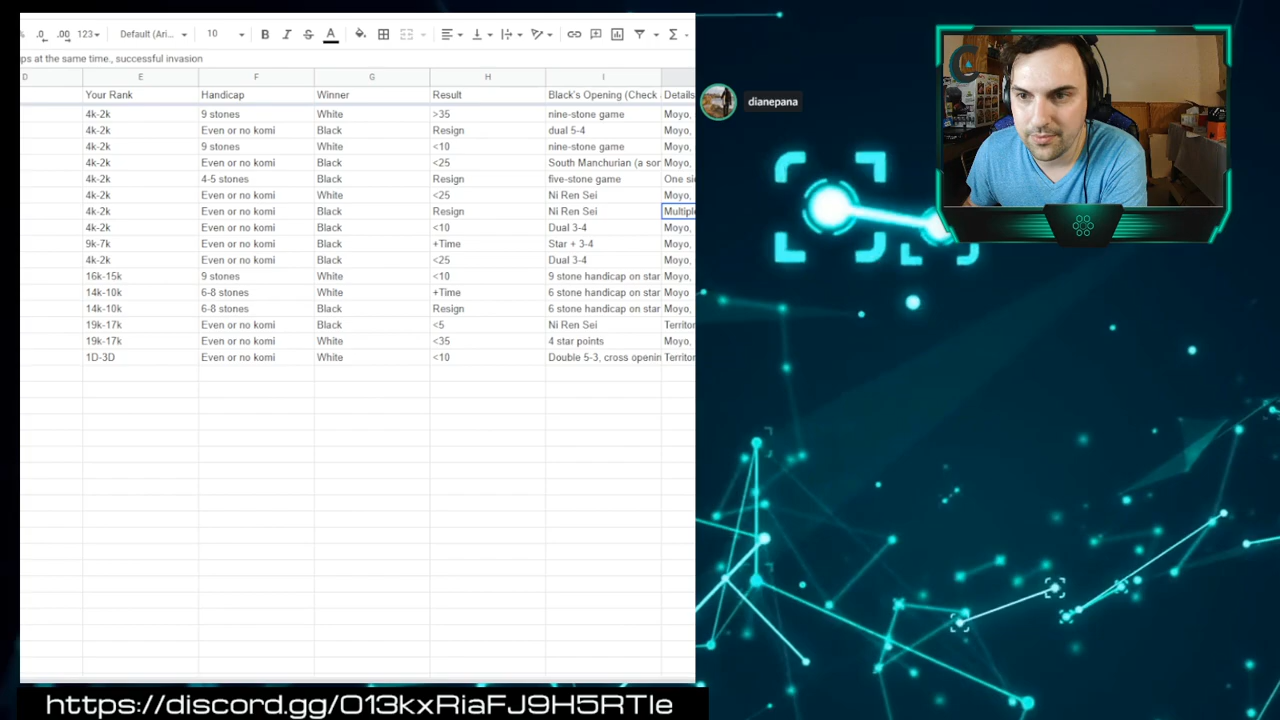 % .0 .00 123 Default (Ari... 10 B I S A Σ
ps at the same time., successful invasion
D E F G H I
Your Rank Handicap Winner Result Black's Opening (Check Details
4k-2k 9 stones White >35 nine-stone game Moyo,
4k-2k Even or no komi Black Resign dual 5-4 Moyo,
4k-2k 9 stones White <10 nine-stone game Moyo,
4k-2k Even or no komi Black <25 South Manchurian (a sor Moyo,
4k-2k 4-5 stones Black Resign five-stone game One si
4k-2k Even or no komi White <25 Ni Ren Sei Moyo,
4k-2k Even or no komi Black Resign Ni Ren Sei Multiple
4k-2k Even or no komi Black <10 Dual 3-4 Moyo,
9k-7k Even or no komi Black +Time Star + 3-4 Moyo,
4k-2k Even or no komi Black <25 Dual 3-4 Moyo,
16k-15k 9 stones White <10 9 stone handicap on star Moyo,
14k-10k 6-8 stones White +Time 6 stone handicap on star Moyo
14k-10k 6-8 stones Black Resign 6 stone handicap on star Moyo,
19k-17k Even or no komi Black <5 Ni Ren Sei Territor
19k-17k Even or no komi White <35 4 star points Moyo,
1D-3D Even or no komi White <10 Double 5-3, cross openin Territor
dianepana
https://discord.gg/013kxRiaFJ9H5RTle